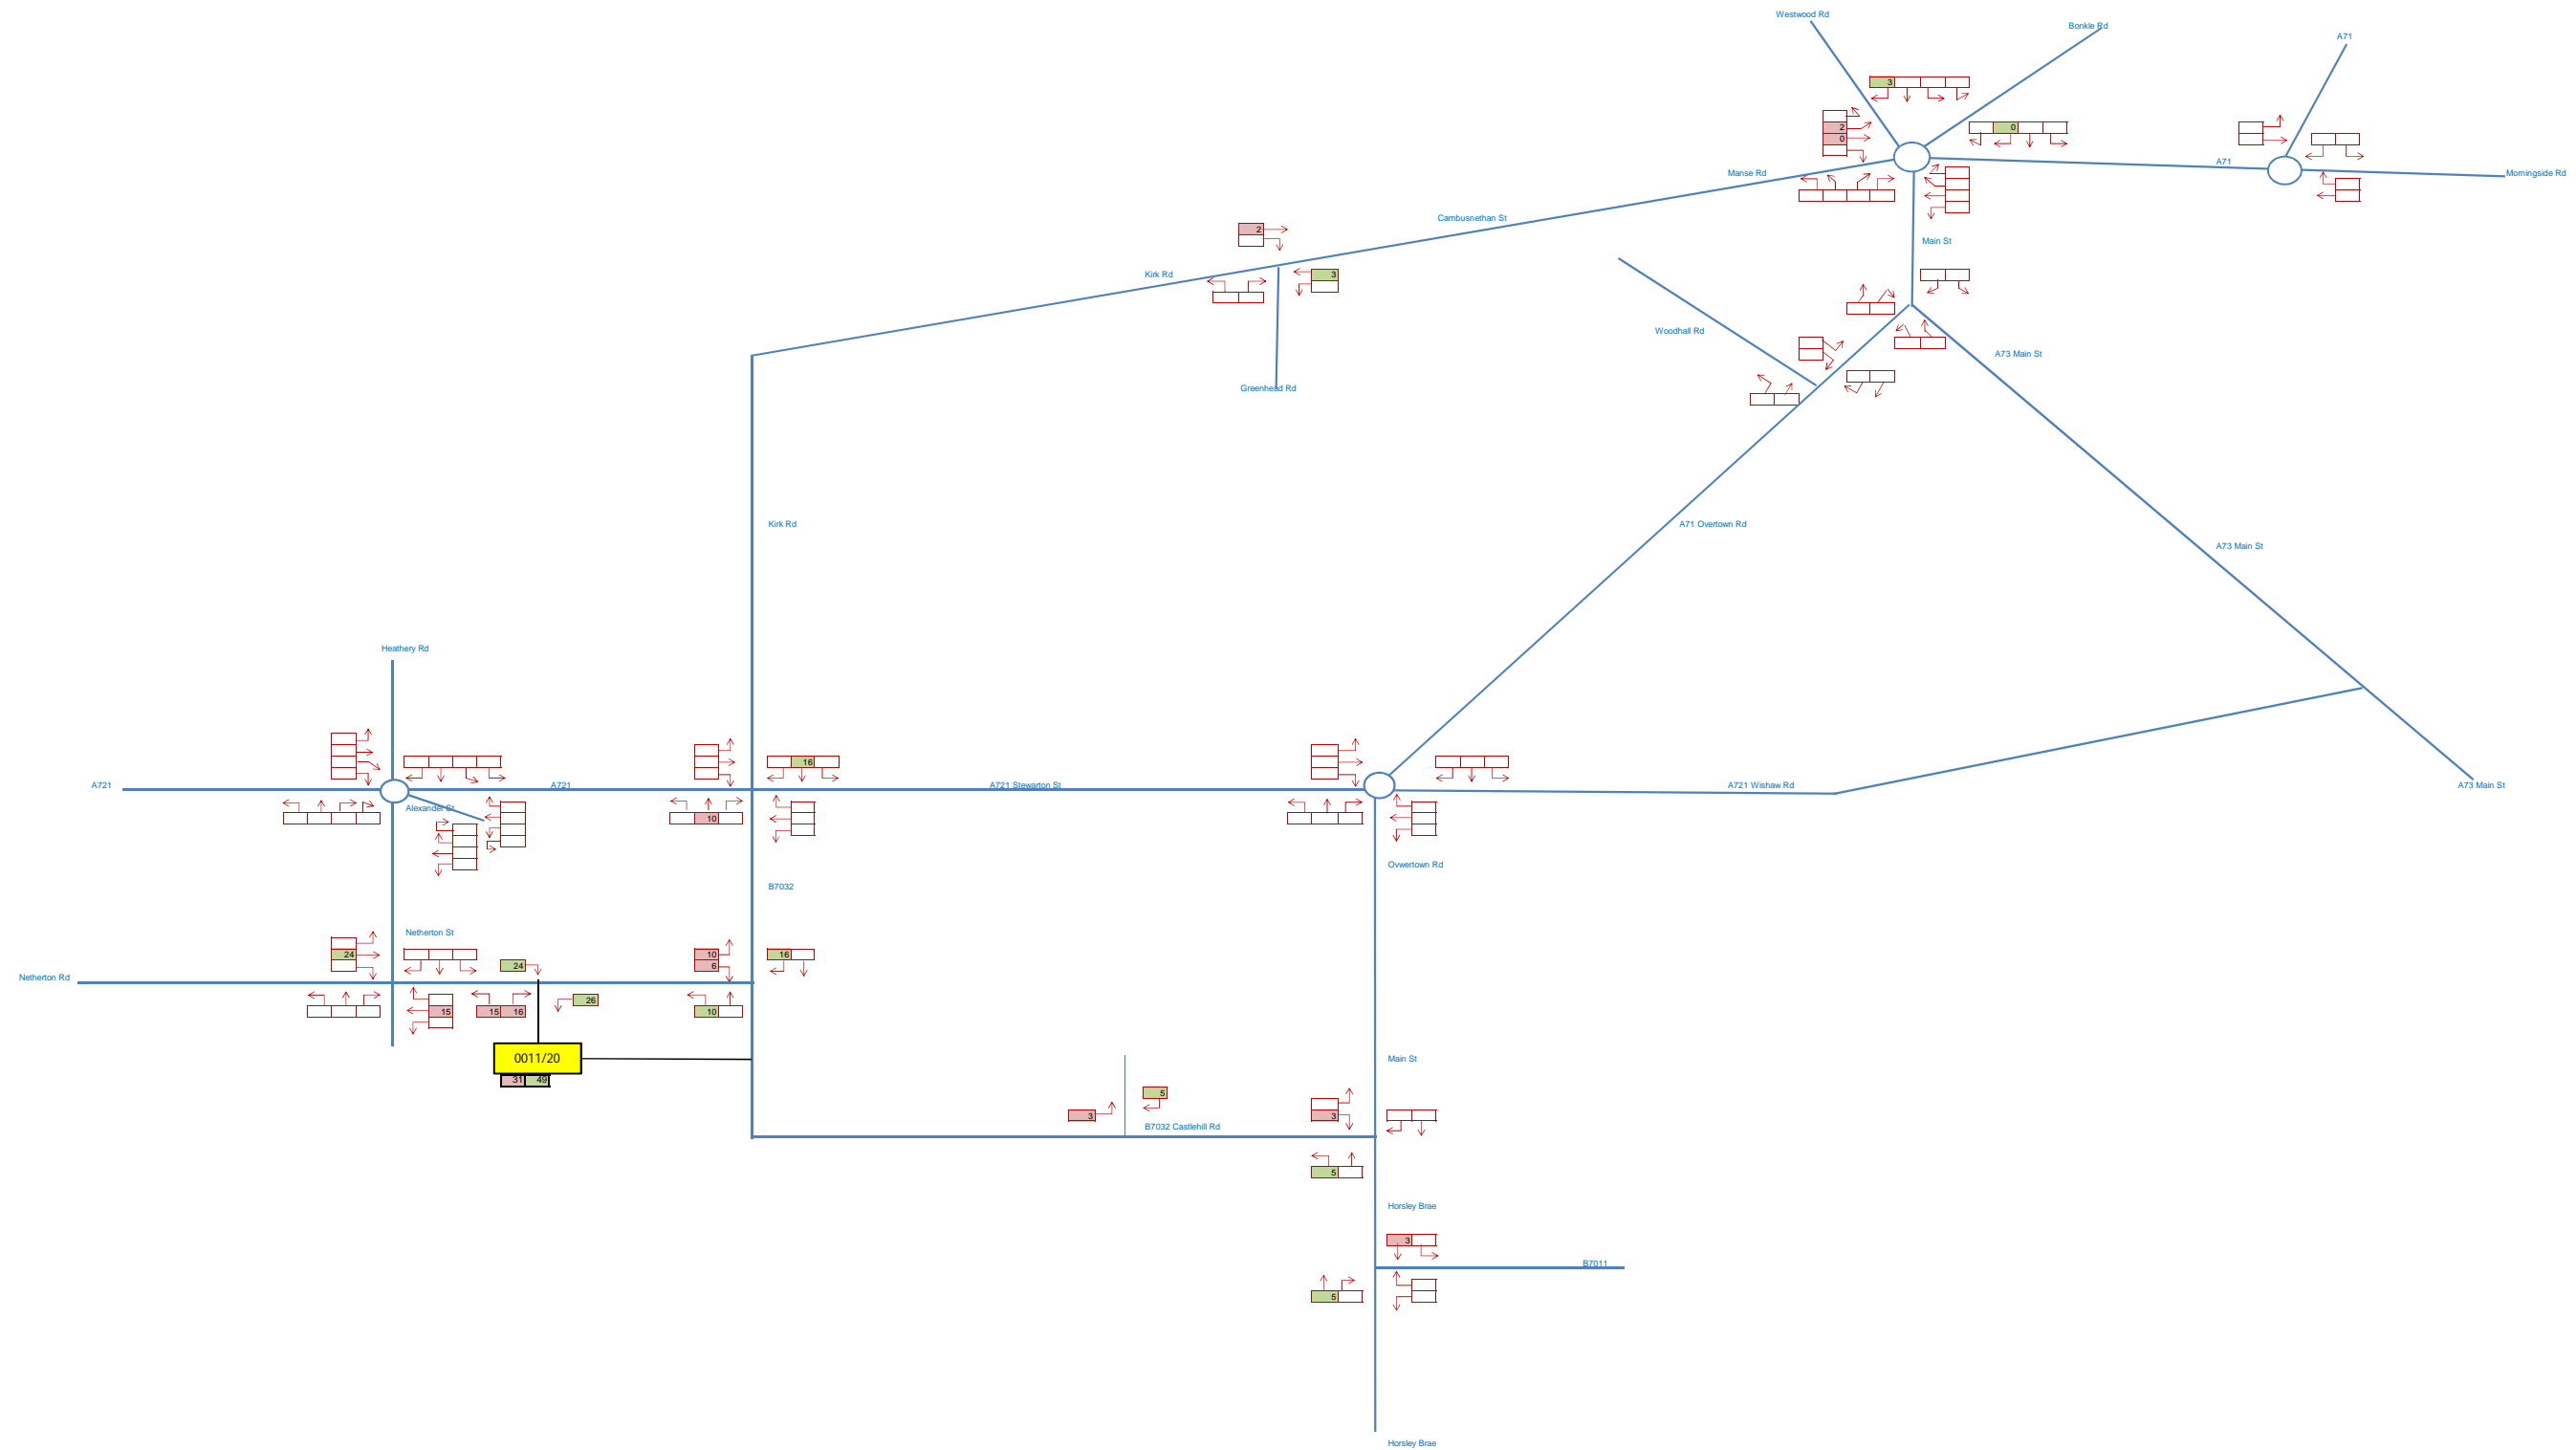 Westwood Rd
Bonkle Rd
A71
3
2
0
0
A71
Manse Rd
Morningside Rd
Cambusnethan St
2
Main St
Kirk Rd
3
Woodhall Rd
A73 Main St
Greenhead Rd
Kirk Rd
A71 Overtown Rd
A73 Main St
Heathery Rd
16
A721
A721
A721 Stewarton St
A721 Wishaw Rd
A73 Main St
Alexander St
10
Ovwertown Rd
B7032
Netherton St
24
10
16
24
6
Netherton Rd
26
15
15 16
10
0011/20
Main St
31 49
5
3
3
B7032 Castlehill Rd
5
Horsley Brae
3
B7011
5
Horsley Brae